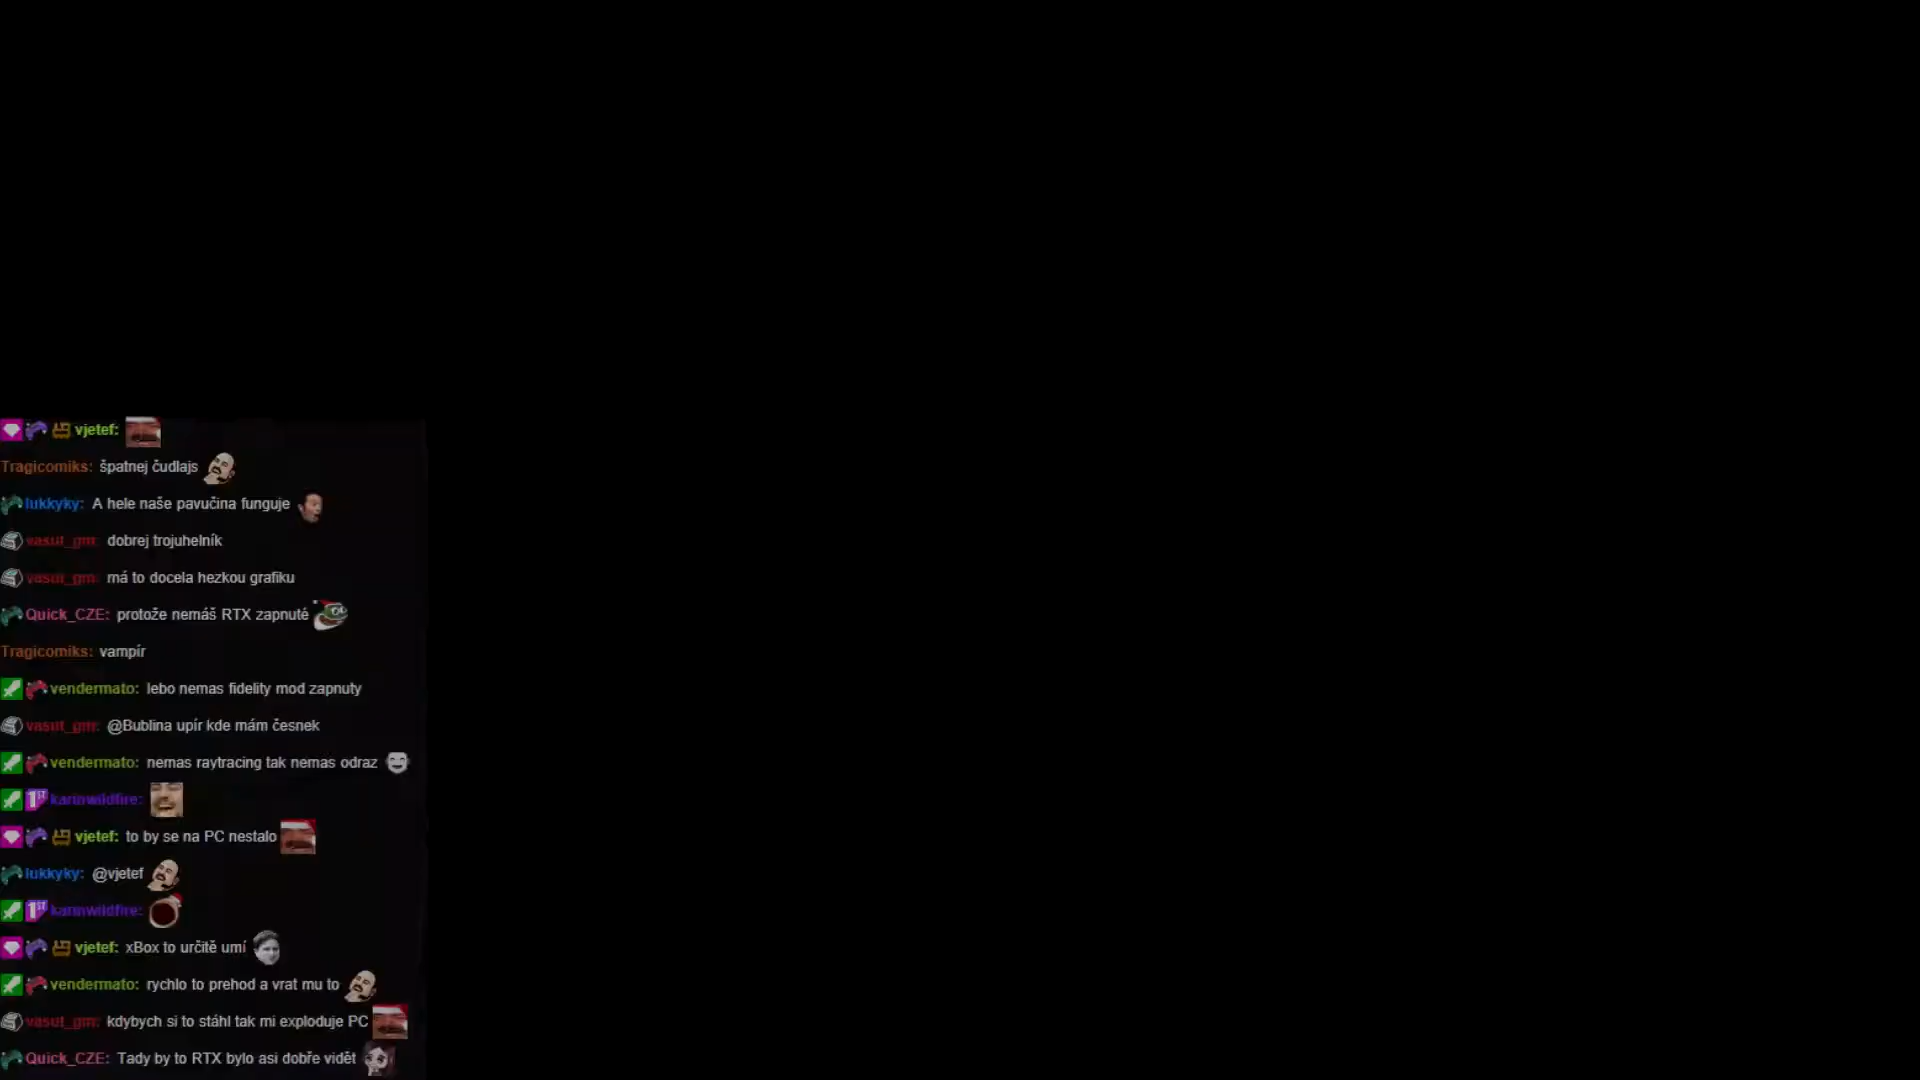 vjetef:
Tragicomiks: špatnej čudlajs
lukkyky: A hele naše pavučina funguje
vasut_gm: dobrej trojuhelník
vasut_gm: má to docela hezkou grafiku
Quick_CZE: protože nemáš RTX zapnuté
Tragicomiks: vampír
vendermato: lebo nemas fidelity mod zapnuty
vasut_gm: @Bublina upír kde mám česnek
vendermato: nemas raytracing tak nemas odraz
karinwildfire:
vjetef: to by se na PC nestalo
lukkyky: @vjetef
karinwildfire:
vjetef: xBox to určitě umí
vendermato: rychlo to prehod a vrat mu to
vasut_gm: kdybych si to stáhl tak mi exploduje PC
Quick_CZE: Tady by to RTX bylo asi dobře vidět